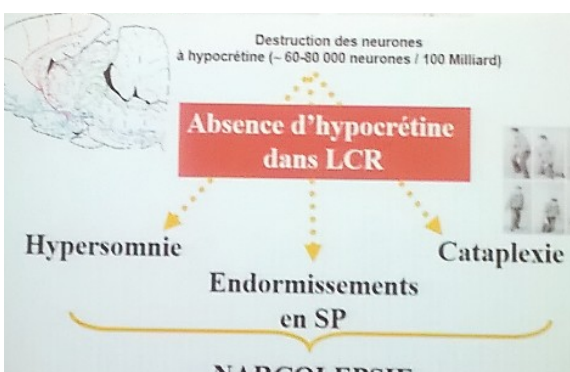 Destruction des neurones
à hypocrétine (~ 60-80 000 neurones / 100 Milliard)
Absence d'hypocrétine
dans LCR
Hypersomnie
Cataplexie
Endormissements
en SP
NARCOLEPSIE